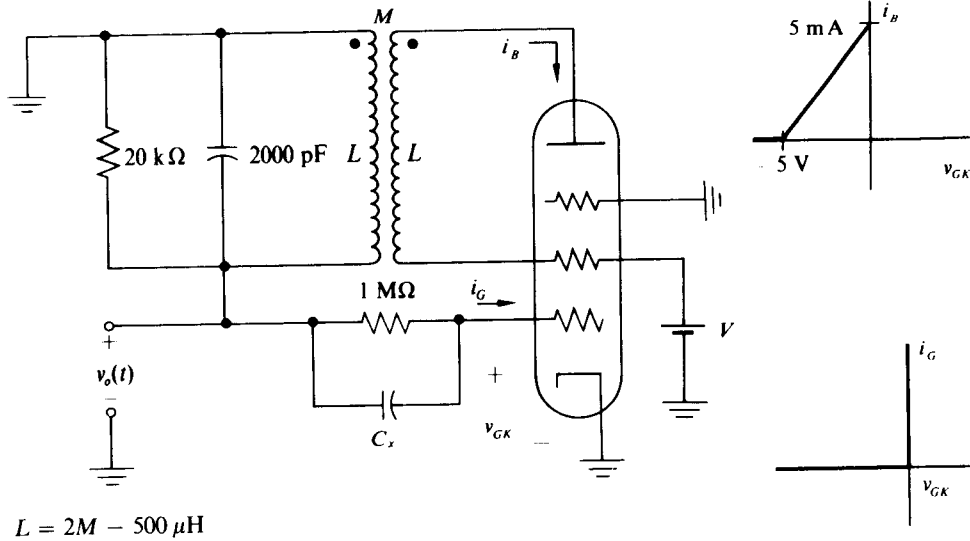 M
i_B
5 mA
i_B
20 kΩ
2000 pF
L
L
5 V
v_GK
1 MΩ
i_G
+
v_o(t)
−
+
v_GK
−
C_x
V
i_G
v_GK
L = 2M − 500 μH